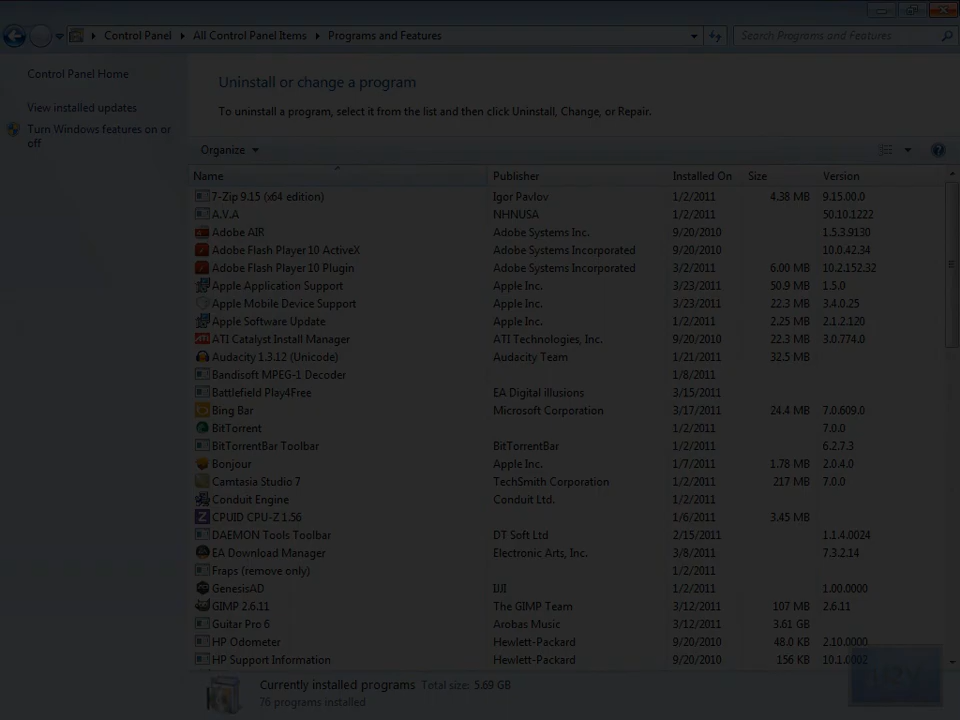 Control Panel All Control Panel Items Programs and Features Search Programs and Features
Control Panel Home
View installed updates
Turn Windows features on or
off
Uninstall or change a program
To uninstall a program, select it from the list and then click Uninstall, Change, or Repair.
Organize
Name Publisher Installed On Size Version
7-Zip 9.15 (x64 edition) Igor Pavlov 1/2/2011 4.38 MB 9.15.00.0
A.V.A NHNUSA 1/2/2011 50.10.1222
Adobe AIR Adobe Systems Inc. 9/20/2010 1.5.3.9130
Adobe Flash Player 10 ActiveX Adobe Systems Incorporated 9/20/2010 10.0.42.34
Adobe Flash Player 10 Plugin Adobe Systems Incorporated 3/2/2011 6.00 MB 10.2.152.32
Apple Application Support Apple Inc. 3/23/2011 50.9 MB 1.5.0
Apple Mobile Device Support Apple Inc. 3/23/2011 22.3 MB 3.4.0.25
Apple Software Update Apple Inc. 1/2/2011 2.25 MB 2.1.2.120
ATI Catalyst Install Manager ATI Technologies, Inc. 9/20/2010 22.3 MB 3.0.774.0
Audacity 1.3.12 (Unicode) Audacity Team 1/21/2011 32.5 MB
Bandisoft MPEG-1 Decoder 1/8/2011
Battlefield Play4Free EA Digital illusions 3/15/2011
Bing Bar Microsoft Corporation 3/17/2011 24.4 MB 7.0.609.0
BitTorrent 1/2/2011 7.0.0
BitTorrentBar Toolbar BitTorrentBar 1/2/2011 6.2.7.3
Bonjour Apple Inc. 1/7/2011 1.78 MB 2.0.4.0
Camtasia Studio 7 TechSmith Corporation 1/2/2011 217 MB 7.0.0
Conduit Engine Conduit Ltd. 1/2/2011
CPUID CPU-Z 1.56 1/6/2011 3.45 MB
DAEMON Tools Toolbar DT Soft Ltd 2/15/2011 1.1.4.0024
EA Download Manager Electronic Arts, Inc. 3/8/2011 7.3.2.14
Fraps (remove only) 1/2/2011
GenesisAD IJJI 1/2/2011 1.00.0000
GIMP 2.6.11 The GIMP Team 3/12/2011 107 MB 2.6.11
Guitar Pro 6 Arobas Music 3/12/2011 3.61 GB
HP Odometer Hewlett-Packard 9/20/2010 48.0 KB 2.10.0000
HP Support Information Hewlett-Packard 9/20/2010 156 KB 10.1.0002
Currently installed programs Total size: 5.69 GB
76 programs installed